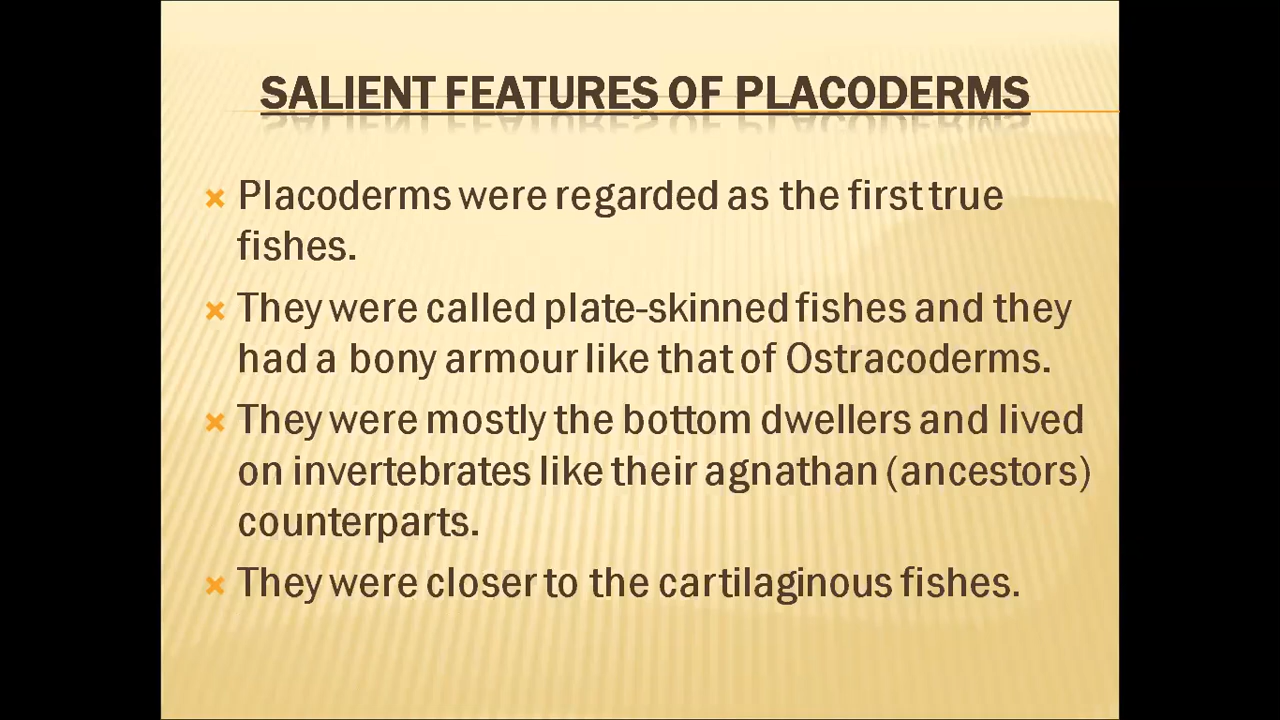 SALIENT FEATURES OF PLACODERMS
Placoderms were regarded as the first true
fishes.
They were called plate-skinned fishes and they
had a bony armour like that of Ostracoderms.
They were mostly the bottom dwellers and lived
on invertebrates like their agnathan (ancestors)
counterparts.
They were closer to the cartilaginous fishes.